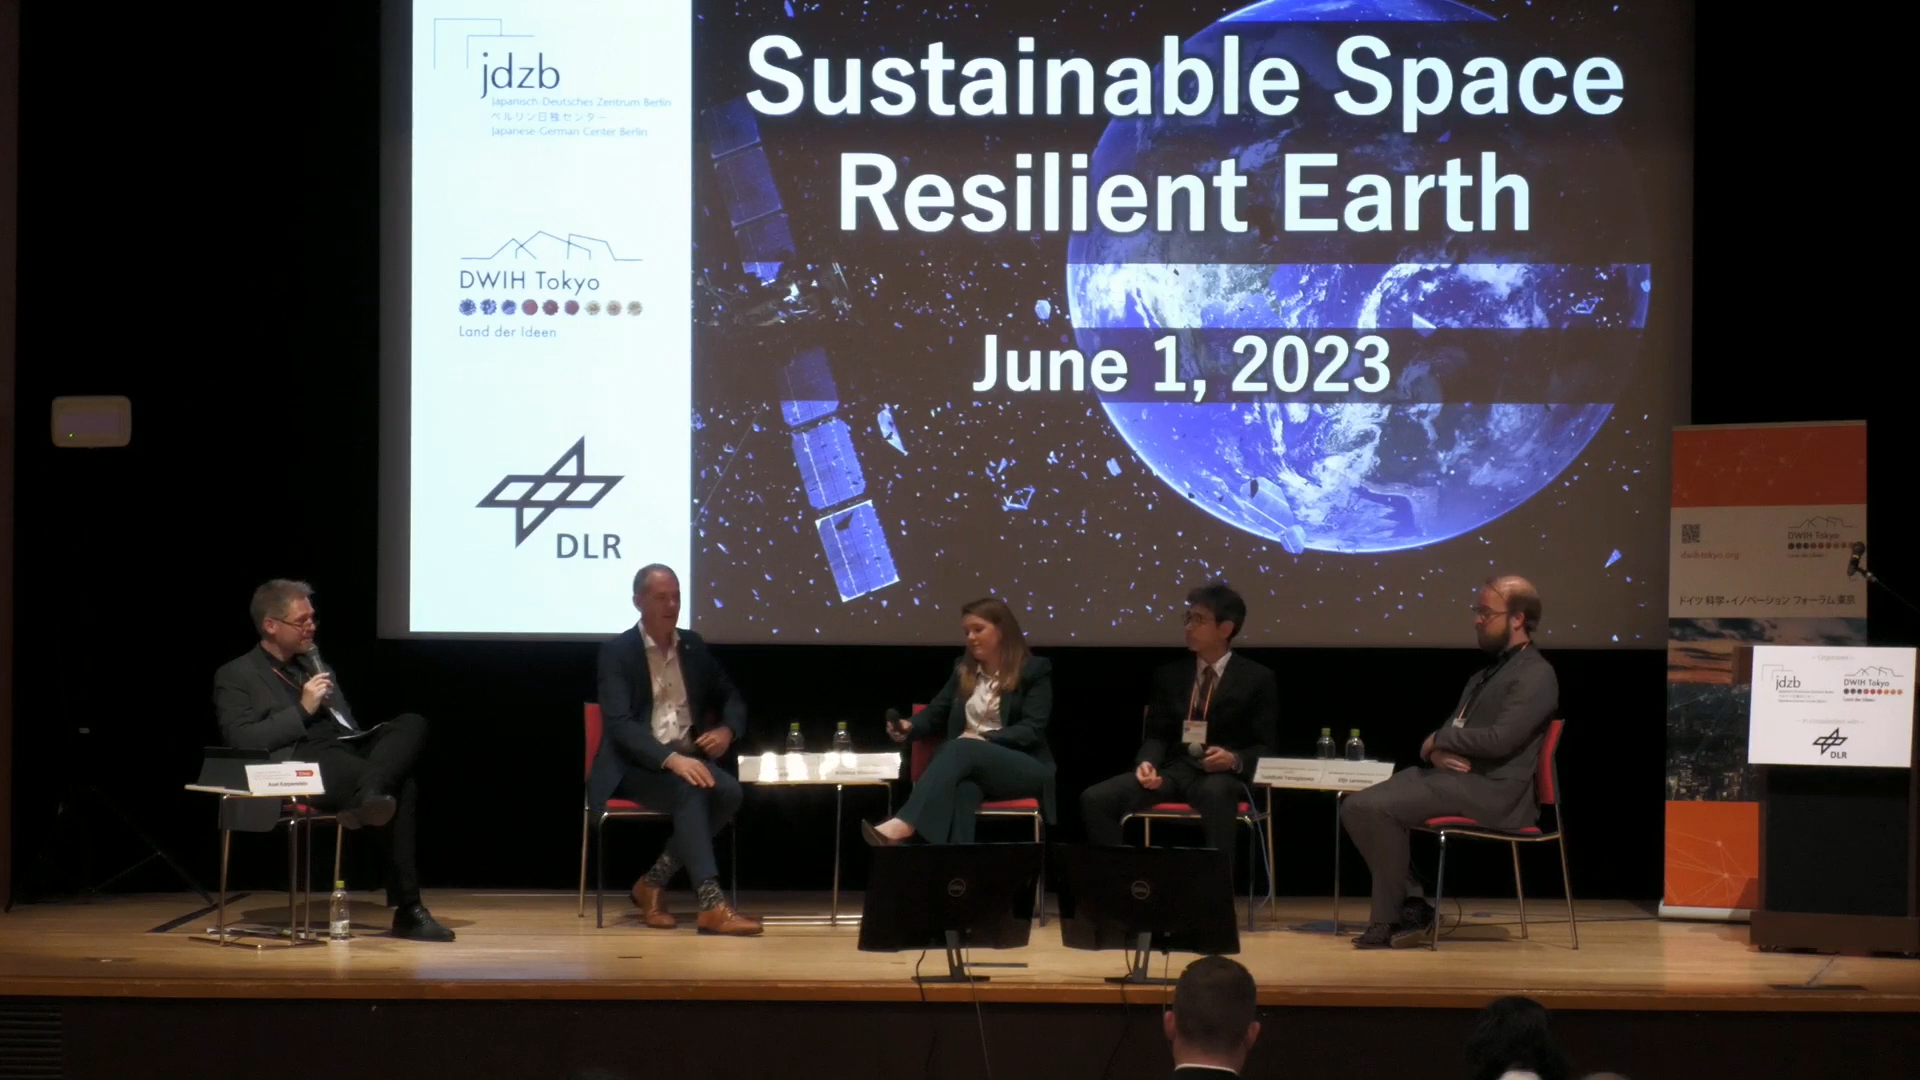 jdzb
Japanisch-Deutsches Zentrum Berlin
ベルリン日独センター
Japanese-German Center Berlin
DWIH Tokyo
Land der Ideen
DLR
Sustainable Space
Resilient Earth
June 1, 2023
dwih-tokyo.org
DWIH Tokyo
ドイツ 科学・イノベーション フォーラム 東京
jdzb
DWIH Tokyo
DLR
DELL
DELL